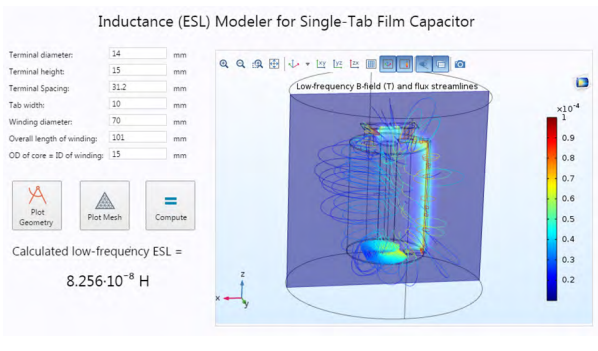 Inductance (ESL) Modeler for Single-Tab Film Capacitor
Terminal diameter: 14 mm
Terminal height: 15 mm
Terminal Spacing: 31.2 mm
Tab width: 10 mm
Winding diameter: 70 mm
Overall length of winding: 101 mm
OD of core = ID of winding: 15 mm
Plot Geometry
Plot Mesh
Compute
Calculated low-frequency ESL =
8.256·10⁻⁸ H
Low-frequency B-field (T) and flux streamlines
×10⁻⁴
1
0.9
0.8
0.7
0.6
0.5
0.4
0.3
0.2
z
x
y